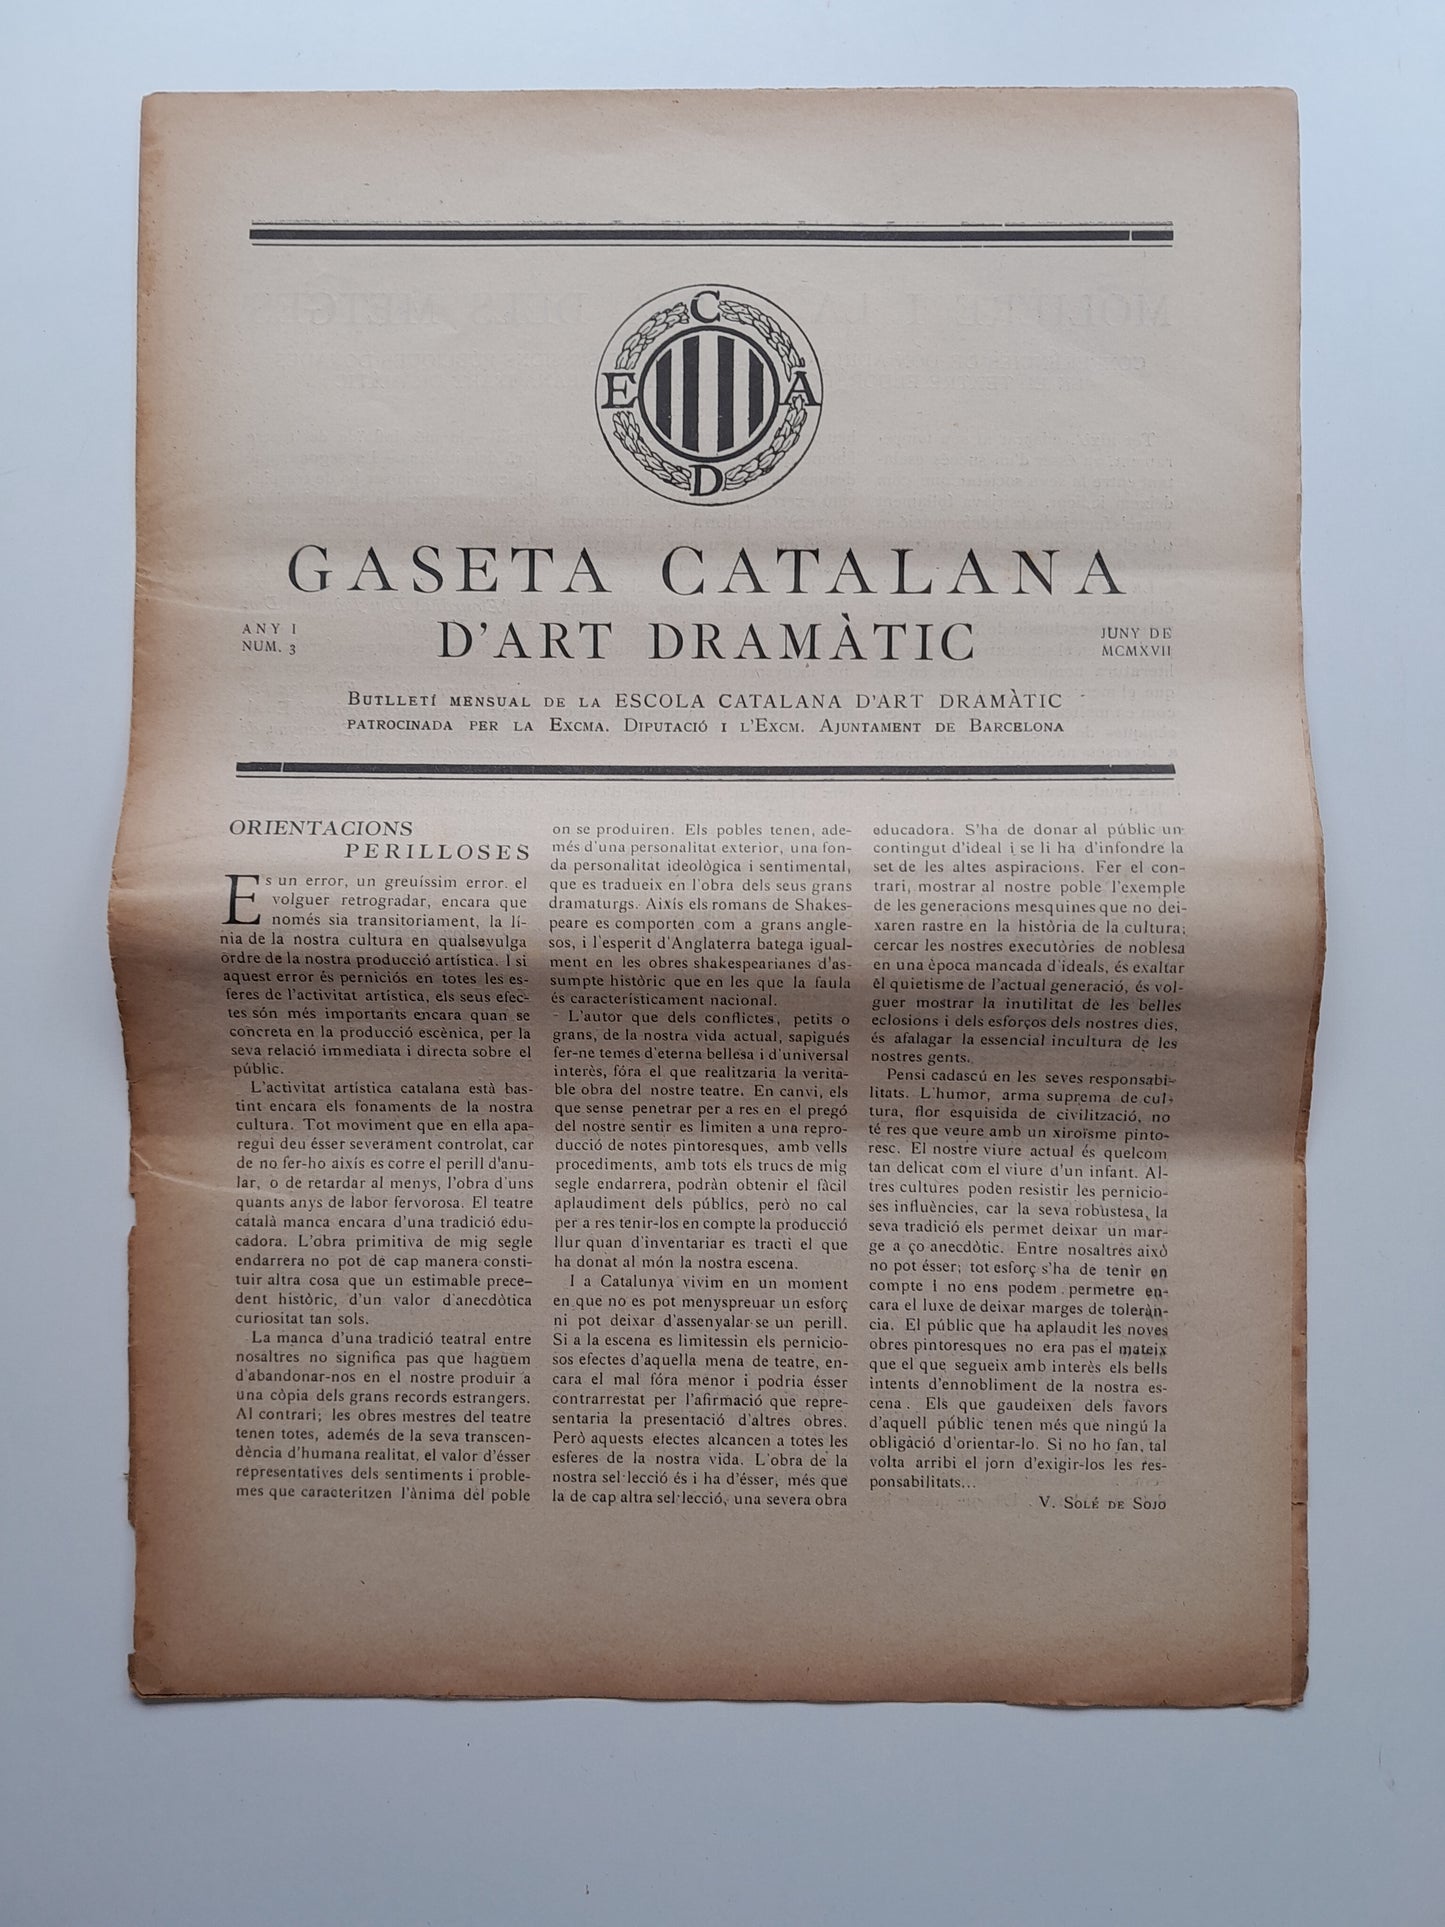 C
E A
D
GASETA CATALANA
ANY I
NUM. 3
D'ART DRAMÀTIC
JUNY DE
MCMXVII
BUTLLETÍ MENSUAL DE LA ESCOLA CATALANA D'ART DRAMÀTIC
PATROCINADA PER LA EXCMA. DIPUTACIÓ I L'EXCM. AJUNTAMENT DE BARCELONA
ORIENTACIONS
PERILLOSES
Es un error, un greuíssim error, el
volguer retrogradar, encara que
només sia transitoriament, la lí-
nia de la nostra cultura en qualsevulga
òrdre de la nostra producció artística. I si
aquest error és perniciós en totes les es-
feres de l'activitat artística, els seus efec-
tes són més importants encara quan se
concreta en la producció escènica, per la
seva relació immediata i directa sobre el
públic.
L'activitat artística catalana està bas-
tint encara els fonaments de la nostra
cultura. Tot moviment que en ella apa-
regui deu ésser severament controlat, car
de no fer-ho aixís es corre el perill d'anu-
lar, o de retardar al menys, l'obra d'uns
quants anys de labor fervorosa. El teatre
català manca encara d'una tradició edu-
cadora. L'obra primitiva de mig segle
endarrera no pot de cap manera consti-
tuir altra cosa que un estimable prece-
dent històric, d'un valor d'anecdòtica
curiositat tan sols.
La manca d'una tradició teatral entre
nosaltres no significa pas que haguem
d'abandonar-nos en el nostre produir a
una còpia dels grans records estrangers.
Al contrari; les obres mestres del teatre
tenen totes, ademés de la seva transcen-
dència d'humana realitat, el valor d'ésser
representatives dels sentiments i proble-
mes que caracteritzen l'ànima del poble
on se produiren. Els pobles tenen, ade-
més d'una personalitat exterior, una fon-
da personalitat ideològica i sentimental,
que es tradueix en l'obra dels seus grans
dramaturgs. Aixís els romans de Shakes-
peare es comporten com a grans angle-
sos, i l'esperit d'Anglaterra batega igual-
ment en les obres shakespearianes d'as-
sumpte històric que en les que la faula
és característicament nacional.
L'autor que dels conflictes, petits o
grans, de la nostra vida actual, sapigués
fer-ne temes d'eterna bellesa i d'universal
interès, fóra el que realitzaria la verita-
ble obra del nostre teatre. En canvi, els
que sense penetrar per a res en el pregó
del nostre sentir es limiten a una repro-
ducció de notes pintoresques, amb vells
procediments, amb tots els trucs de mig
segle endarrera, podràn obtenir el fàcil
aplaudiment dels públics, però no cal
per a res tenir-los en compte la producció
llur quan d'inventariar es tracti el que
ha donat al món la nostra escena.
I a Catalunya vivim en un moment
en que no es pot menyspreuar un esforç
ni pot deixar d'assenyalar-se un perill.
Si a la escena es limitessin els pernicio-
sos efectes d'aquella mena de teatre, en-
cara el mal fóra menor i podria ésser
contrarrestat per l'afirmació que repre-
sentaria la presentació d'altres obres.
Però aquests efectes alcancen a totes les
esferes de la nostra vida. L'obra de la
nostra sel·lecció és i ha d'ésser, més que
la de cap altra sel·lecció, una severa obra
educadora. S'ha de donar al públic un
contingut d'ideal i se li ha d'infondre la
set de les altes aspiracions. Fer el con-
trari, mostrar al nostre poble l'exemple
de les generacions mesquines que no dei-
xaren rastre en la història de la cultura;
cercar les nostres executòries de noblesa
en una època mancada d'ideals, és exaltar
el quietisme de l'actual generació, és vol-
guer mostrar la inutilitat de les belles
eclosions i dels esforços dels nostres dies,
és afalagar la essencial incultura de les
nostres gents.
Pensi cadascú en les seves responsabi-
litats. L'humor, arma suprema de cul-
tura, flor esquisida de civilització, no
té res que veure amb un xiroïsme pinto-
resc. El nostre viure actual és quelcom
tan delicat com el viure d'un infant. Al-
tres cultures poden resistir les pernicio-
ses influències, car la seva robustesa, la
seva tradició els permet deixar un mar-
ge a ço anecdòtic. Entre nosaltres això
no pot ésser; tot esforç s'ha de tenir en
compte i no ens podem permetre en-
cara el luxe de deixar marges de toleràn-
cia. El públic que ha aplaudit les noves
obres pintoresques no era pas el mateix
que el que segueix amb interès els bells
intents d'ennobliment de la nostra es-
cena. Els que gaudeixen dels favors
d'aquell públic tenen més que ningú la
obligàció d'orientar-lo. Si no ho fan, tal
volta arribi el jorn d'exigir-los les res-
ponsabilitats...
V. SOLÉ DE SOJO